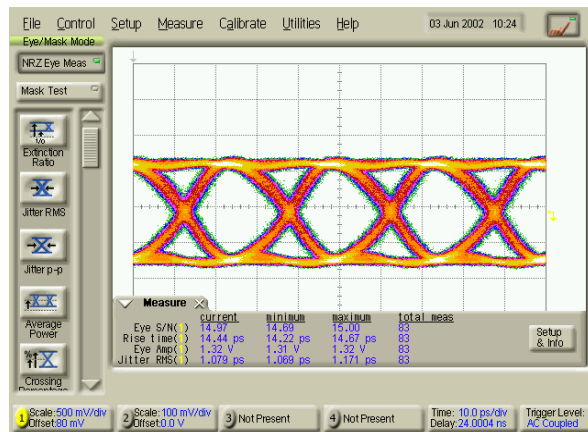 File Control Setup Measure Calibrate Utilities Help 03 Jun 2002 10:24
Eye/Mask Mode
NRZ Eye Meas
Mask Test
Extinction
Ratio
Jitter RMS
Jitter p-p
Average
Power
Crossing
Percentage
Measure
current minimum maximum total meas
Eye S/N(1) 14.97 14.69 15.00 83
Rise time(1) 14.44 ps 14.22 ps 14.67 ps 83
Eye Amp(1) 1.32 V 1.31 V 1.32 V 83
Jitter RMS(1) 1.079 ps 1.069 ps 1.171 ps 83
Setup
& Info
1 Scale:500 mV/div
Offset:80 mV
2 Scale:100 mV/div
Offset:0.0 V
3 Not Present
4 Not Present
Time: 10.0 ps/div
Delay:24.0004 ns
Trigger Level:
AC Coupled